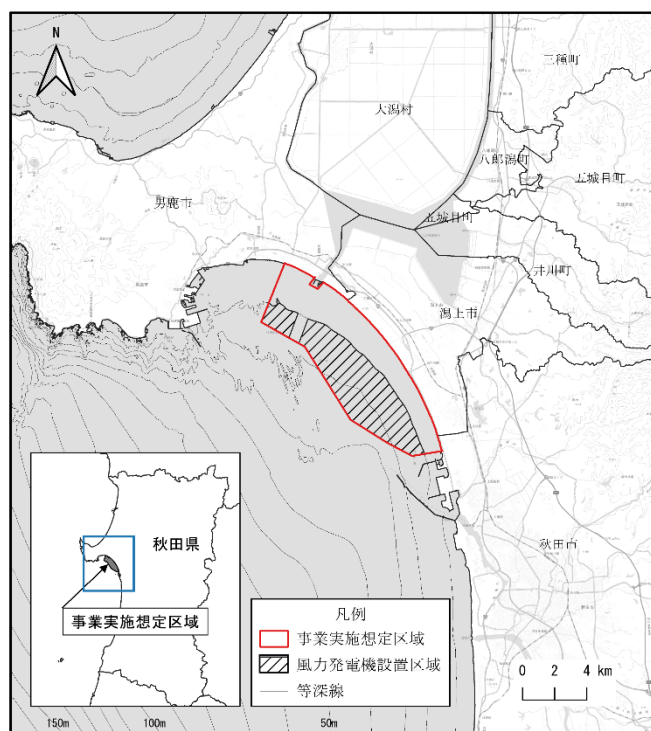 N
三種町
大潟村
八郎潟町
五城目町
男鹿市
五城目町
井川町
潟上市
秋田市
秋田県
事業実施想定区域
凡例
事業実施想定区域
風力発電機設置区域
等深線
0 2 4 km
150m 100m 50m